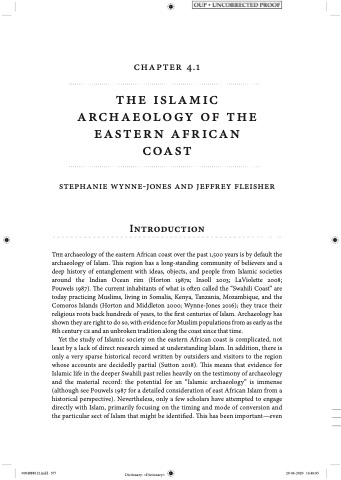 OUP • UNCORRECTED PROOF
CHAPTER 4.1
THE ISLAMIC
ARCHAEOLOGY OF THE
EASTERN AFRICAN
COAST
STEPHANIE WYNNE-JONES AND JEFFREY FLEISHER
Introduction
The archaeology of the eastern African coast over the past 1,500 years is by default the
archaeology of Islam. This region has a long-standing community of believers and a
deep history of entanglement with ideas, objects, and people from Islamic societies
around the Indian Ocean rim (Horton 1987a; Insoll 2003; LaViolette 2008;
Pouwels 1987). The current inhabitants of what is often called the “Swahili Coast” are
today practicing Muslims, living in Somalia, Kenya, Tanzania, Mozambique, and the
Comoros Islands (Horton and Middleton 2000; Wynne-Jones 2016); they trace their
religious roots back hundreds of years, to the first centuries of Islam. Archaeology has
shown they are right to do so, with evidence for Muslim populations from as early as the
8th century CE and an unbroken tradition along the coast since that time.
Yet the study of Islamic society on the eastern African coast is complicated, not
least by a lack of direct research aimed at understanding Islam. In addition, there is
only a very sparse historical record written by outsiders and visitors to the region
whose accounts are decidedly partial (Sutton 2018). This means that evidence for
Islamic life in the deeper Swahili past relies heavily on the testimony of archaeology
and the material record: the potential for an “Islamic archaeology” is immense
(although see Pouwels 1987 for a detailed consideration of east African Islam from a
historical perspective). Nevertheless, only a few scholars have attempted to engage
directly with Islam, primarily focusing on the timing and mode of conversion and
the particular sect of Islam that might be identified. This has been important—even
Dictionary: <Dictionary>